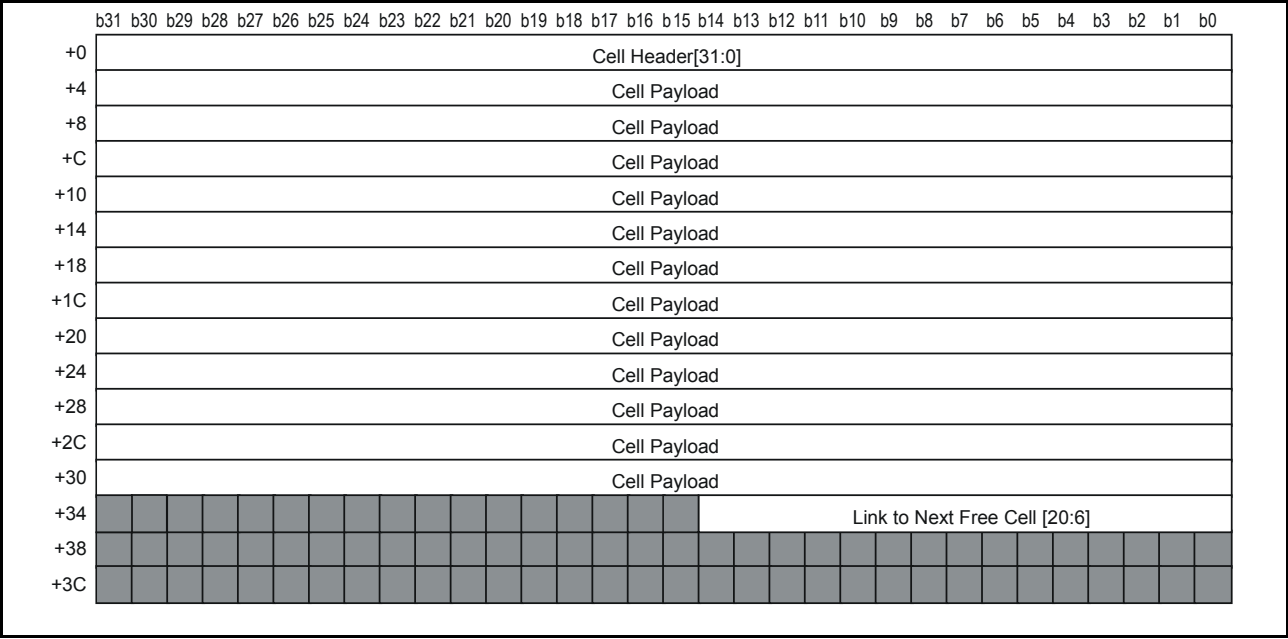 b31 b30 b29 b28 b27 b26 b25 b24 b23 b22 b21 b20 b19 b18 b17 b16 b15 b14 b13 b12 b11 b10 b9 b8 b7 b6 b5 b4 b3 b2 b1 b0
+0 Cell Header[31:0]
+4 Cell Payload
+8 Cell Payload
+C Cell Payload
+10 Cell Payload
+14 Cell Payload
+18 Cell Payload
+1C Cell Payload
+20 Cell Payload
+24 Cell Payload
+28 Cell Payload
+2C Cell Payload
+30 Cell Payload
+34 Link to Next Free Cell [20:6]
+38
+3C